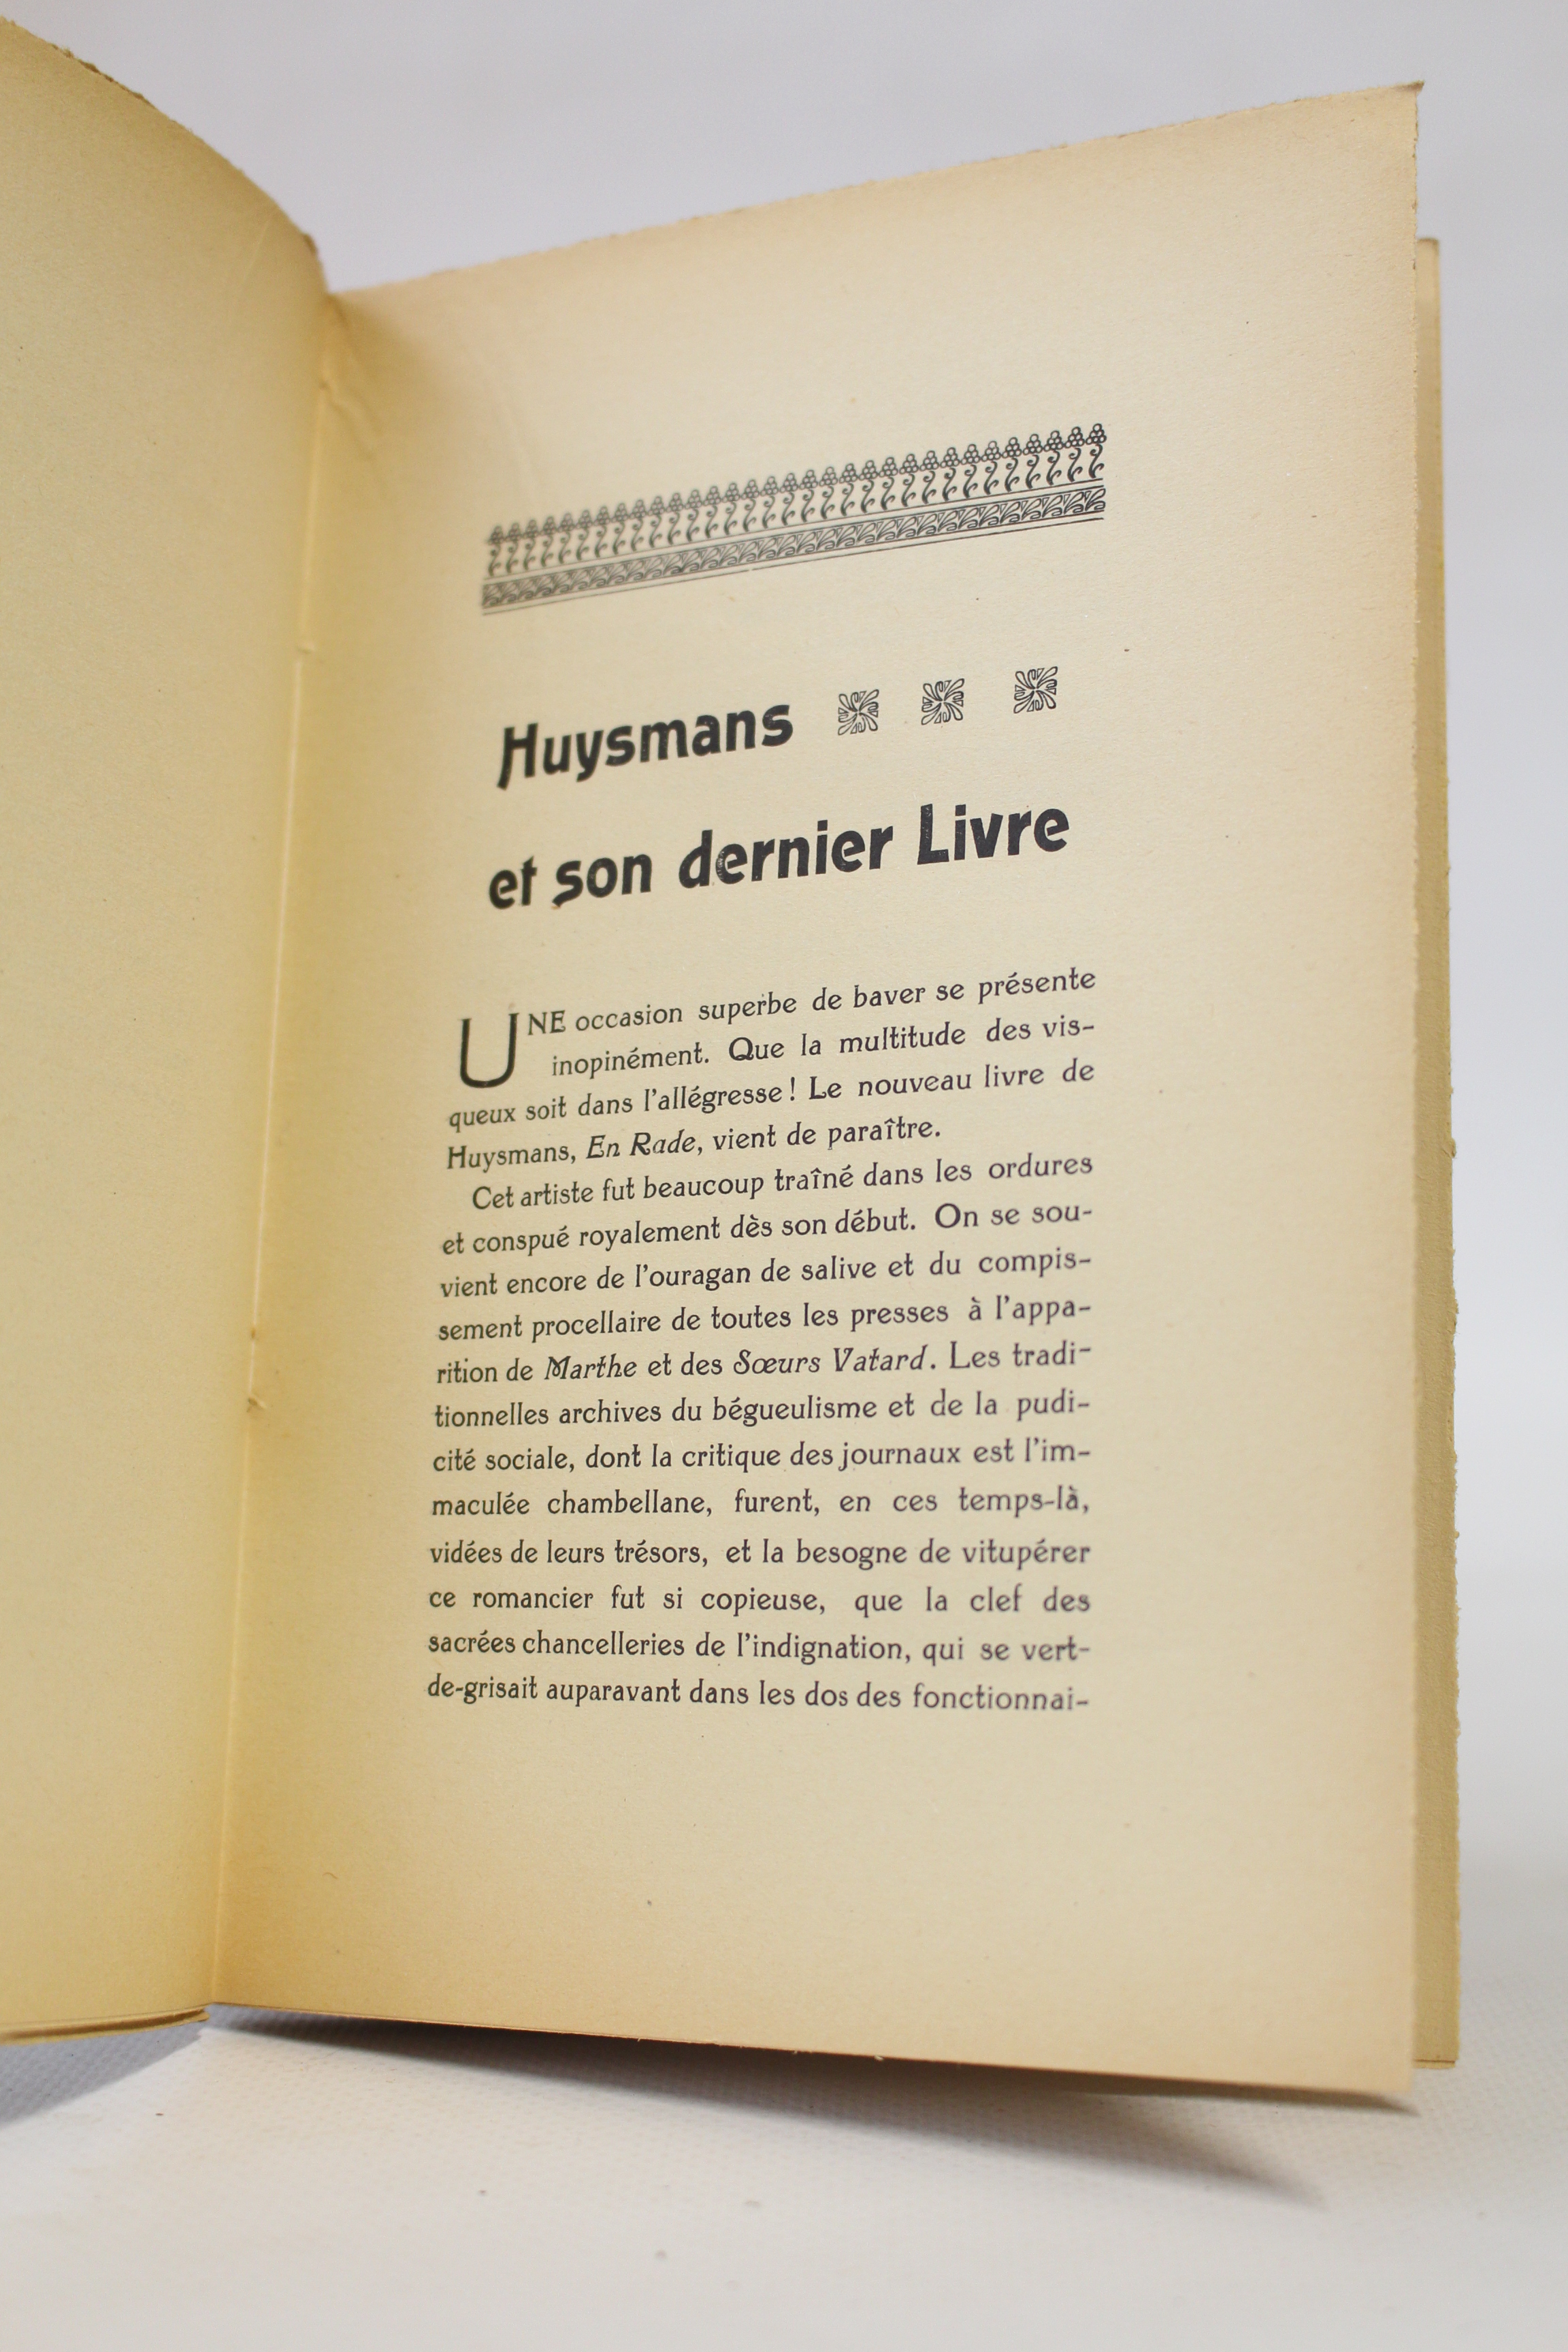 Huysmans
et son dernier Livre
UNE occasion superbe de baver se présente
inopinément. Que la multitude des vis-
queux soit dans l'allégresse! Le nouveau livre de
Huysmans, En Rade, vient de paraître.
Cet artiste fut beaucoup traîné dans les ordures
et conspué royalement dès son début. On se sou-
vient encore de l'ouragan de salive et du compis-
sement procellaire de toutes les presses à l'appa-
rition de Marthe et des Sœurs Vatard. Les tradi-
tionnelles archives du bégueulisme et de la pudi-
cité sociale, dont la critique des journaux est l'im-
maculée chambellane, furent, en ces temps-là,
vidées de leurs trésors, et la besogne de vitupérer
ce romancier fut si copieuse, que la clef des
sacrées chancelleries de l'indignation, qui se vert-
de-grisait auparavant dans les dos des fonctionnai-